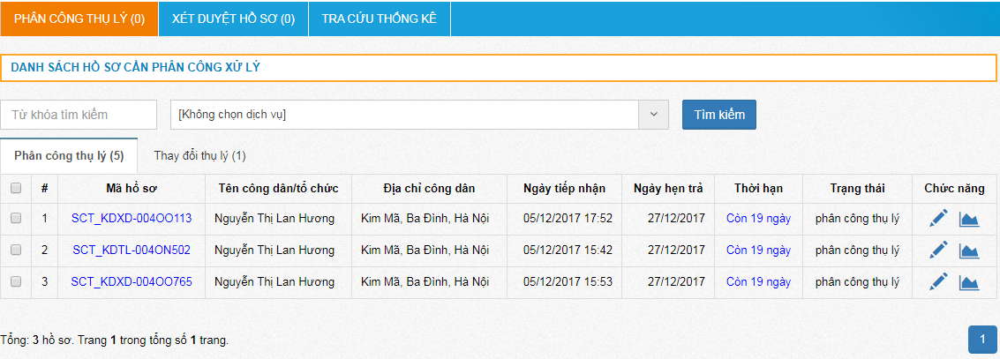 PHÂN CÔNG THỤ LÝ (0) XÉT DUYỆT HỒ SƠ (0) TRA CỨU THỐNG KÊ
DANH SÁCH HỒ SƠ CẦN PHÂN CÔNG XỬ LÝ
Từ khóa tìm kiếm [Không chọn dịch vụ] Tìm kiếm
Phân công thụ lý (5) Thay đổi thụ lý (1)
# Mã hồ sơ Tên công dân/tổ chức Địa chỉ công dân Ngày tiếp nhận Ngày hẹn trả Thời hạn Trạng thái Chức năng
1 SCT_KDXD-004OO113 Nguyễn Thị Lan Hương Kim Mã, Ba Đình, Hà Nội 05/12/2017 17:52 27/12/2017 Còn 19 ngày phân công thụ lý
2 SCT_KDTL-004ON502 Nguyễn Thị Lan Hương Kim Mã, Ba Đình, Hà Nội 05/12/2017 15:42 27/12/2017 Còn 19 ngày phân công thụ lý
3 SCT_KDXD-004OO765 Nguyễn Thị Lan Hương Kim Mã, Ba Đình, Hà Nội 05/12/2017 15:53 27/12/2017 Còn 19 ngày phân công thụ lý
Tổng: 3 hồ sơ. Trang 1 trong tổng số 1 trang. 1